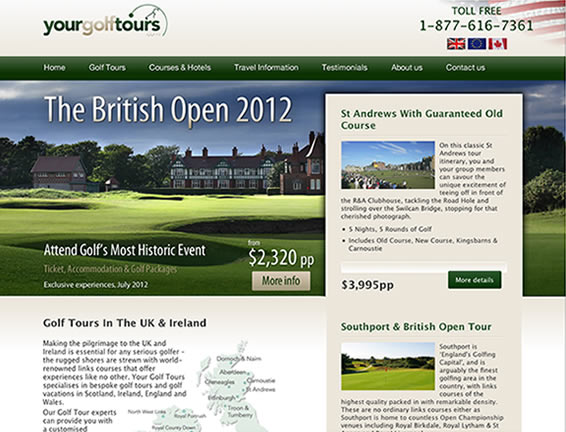 yourgolftours
TOLL FREE
1-877-616-7361
Home Golf Tours Courses & Hotels Travel Information Testimonials About us Contact us
The British Open 2012
Attend Golf's Most Historic Event
Ticket, Accommodation & Golf Packages
Exclusive experiences, July 2012
from
$2,320 pp
More info
St Andrews With Guaranteed Old
Course
On this classic St
Andrews tour
itinerary, you and
your group members
can savour the
unique excitement of
teeing off in front of
the R&A Clubhouse, tackling the Road Hole and
strolling over the Swilcan Bridge, stopping for that
cherished photograph.
5 Nights, 5 Rounds of Golf
Includes Old Course, New Course, Kingsbarns &
Carnoustie
$3,995pp
More details
Golf Tours In The UK & Ireland
Making the pilgrimage to the UK and
Ireland is essential for any serious golfer –
the rugged shores are strewn with world-
renowned links courses that offer
experiences like no other. Your Golf Tours
specialises in bespoke golf tours and golf
vacations in Scotland, Ireland, England and
Wales.
Our Golf Tour experts
can provide you with
a customised
Dornoch & Nairn
Aberdeen
Carnoustie
Gleneagles
St Andrews
Edinburgh
Troon &
Turnberry
North West Links
Royal Portrush
Royal County Down
Southport & British Open Tour
Southport is
'England's Golfing
Capital', and is
arguably the finest
golfing area in the
country, with links
courses of the
highest quality packed in with remarkable density.
These are no ordinary links courses either as
Southport is home to countless Open Championship
venues including Royal Birkdale, Royal Lytham & St